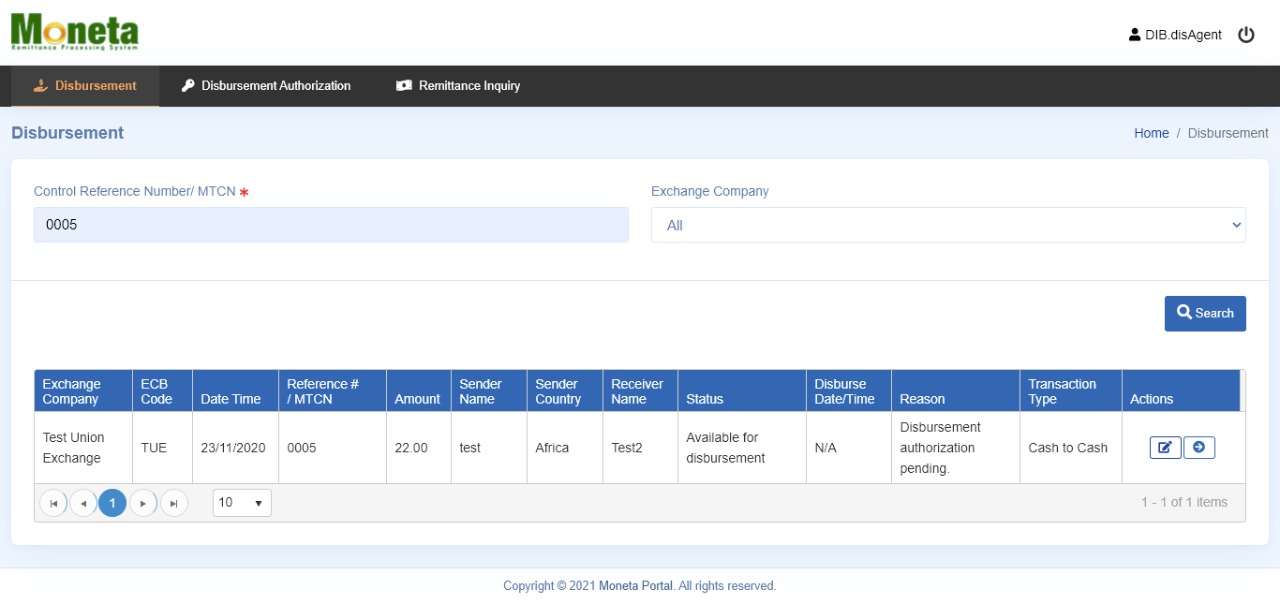 Moneta
Remittance Processing System
DIB.disAgent
Disbursement
Disbursement Authorization
Remittance Inquiry
Disbursement
Home / Disbursement
Control Reference Number/ MTCN *
Exchange Company
0005
All
Search
Exchange
Company
ECB
Code
Date Time
Reference #
/ MTCN
Amount
Sender
Name
Sender
Country
Receiver
Name
Status
Disburse
Date/Time
Reason
Transaction
Type
Actions
Test Union
Exchange
TUE
23/11/2020
0005
22.00
test
Africa
Test2
Available for
disbursement
N/A
Disbursement
authorization
pending.
Cash to Cash
1
10
1 - 1 of 1 items
Copyright © 2021 Moneta Portal. All rights reserved.